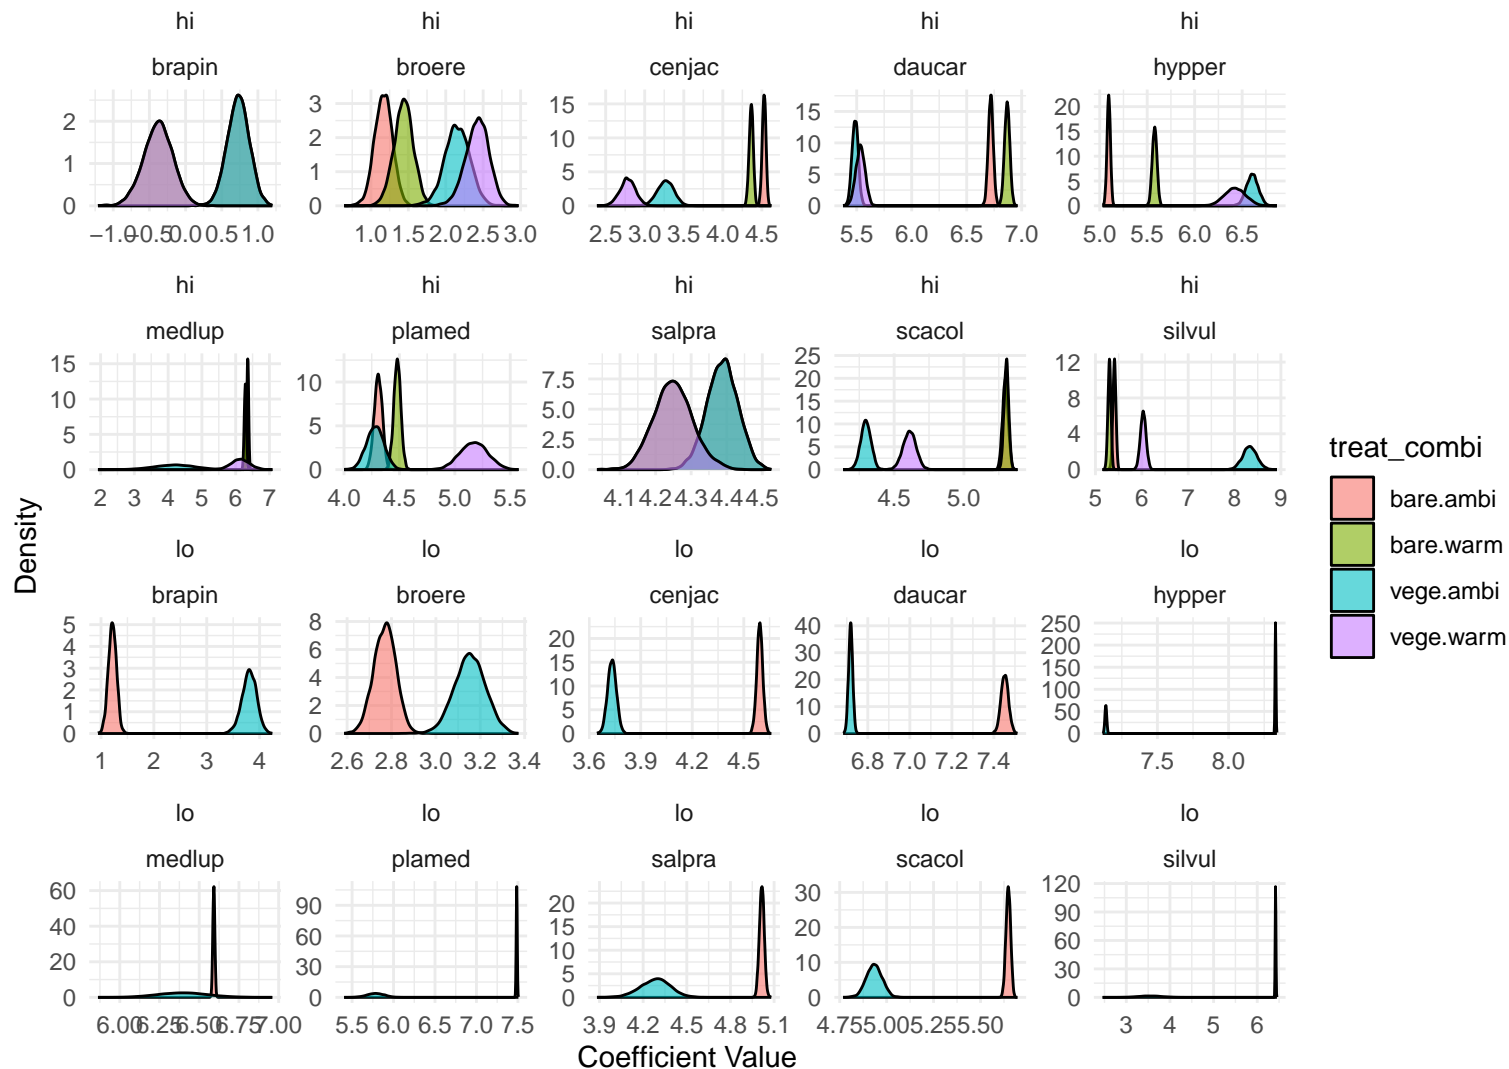 hi hi hi hi hi
brapin broere cenjac daucar hypper
2 1 0
3 2 1 0
15 10 5 0
15 10 5 0
20 15 10 5 0
−1.0 −0.5 0.0 0.5 1.0
1.0 1.5 2.0 2.5 3.0
2.5 3.0 3.5 4.0 4.5
5.5 6.0 6.5 7.0
5.0 5.5 6.0 6.5
hi hi hi hi hi
medlup plamed salpra scacol silvul
15 10 5 0
10 5 0
7.5 5.0 2.5 0.0
25 20 15 10 5 0
12 8 4 0
2 3 4 5 6 7
4.0 4.5 5.0 5.5
4.1 4.2 4.3 4.4 4.5
4.5 5.0
5 6 7 8 9
lo lo lo lo lo
brapin broere cenjac daucar hypper
5 4 3 2 1 0
8 6 4 2 0
20 15 10 5 0
40 30 20 10 0
250 200 150 100 50 0
1 2 3 4
2.6 2.8 3.0 3.2 3.4
3.6 3.9 4.2 4.5
6.8 7.0 7.2 7.4
7.5 8.0
lo lo lo lo lo
medlup plamed salpra scacol silvul
60 40 20 0
90 60 30 0
20 15 10 5 0
30 20 10 0
120 90 60 30 0
6.00 6.25 6.50 6.75 7.00
5.5 6.0 6.5 7.0 7.5
3.9 4.2 4.5 4.8 5.1
4.75 5.00 5.25 5.50
3 4 5 6
Coefficient Value
Density
treat_combi
bare.ambi
bare.warm
vege.ambi
vege.warm